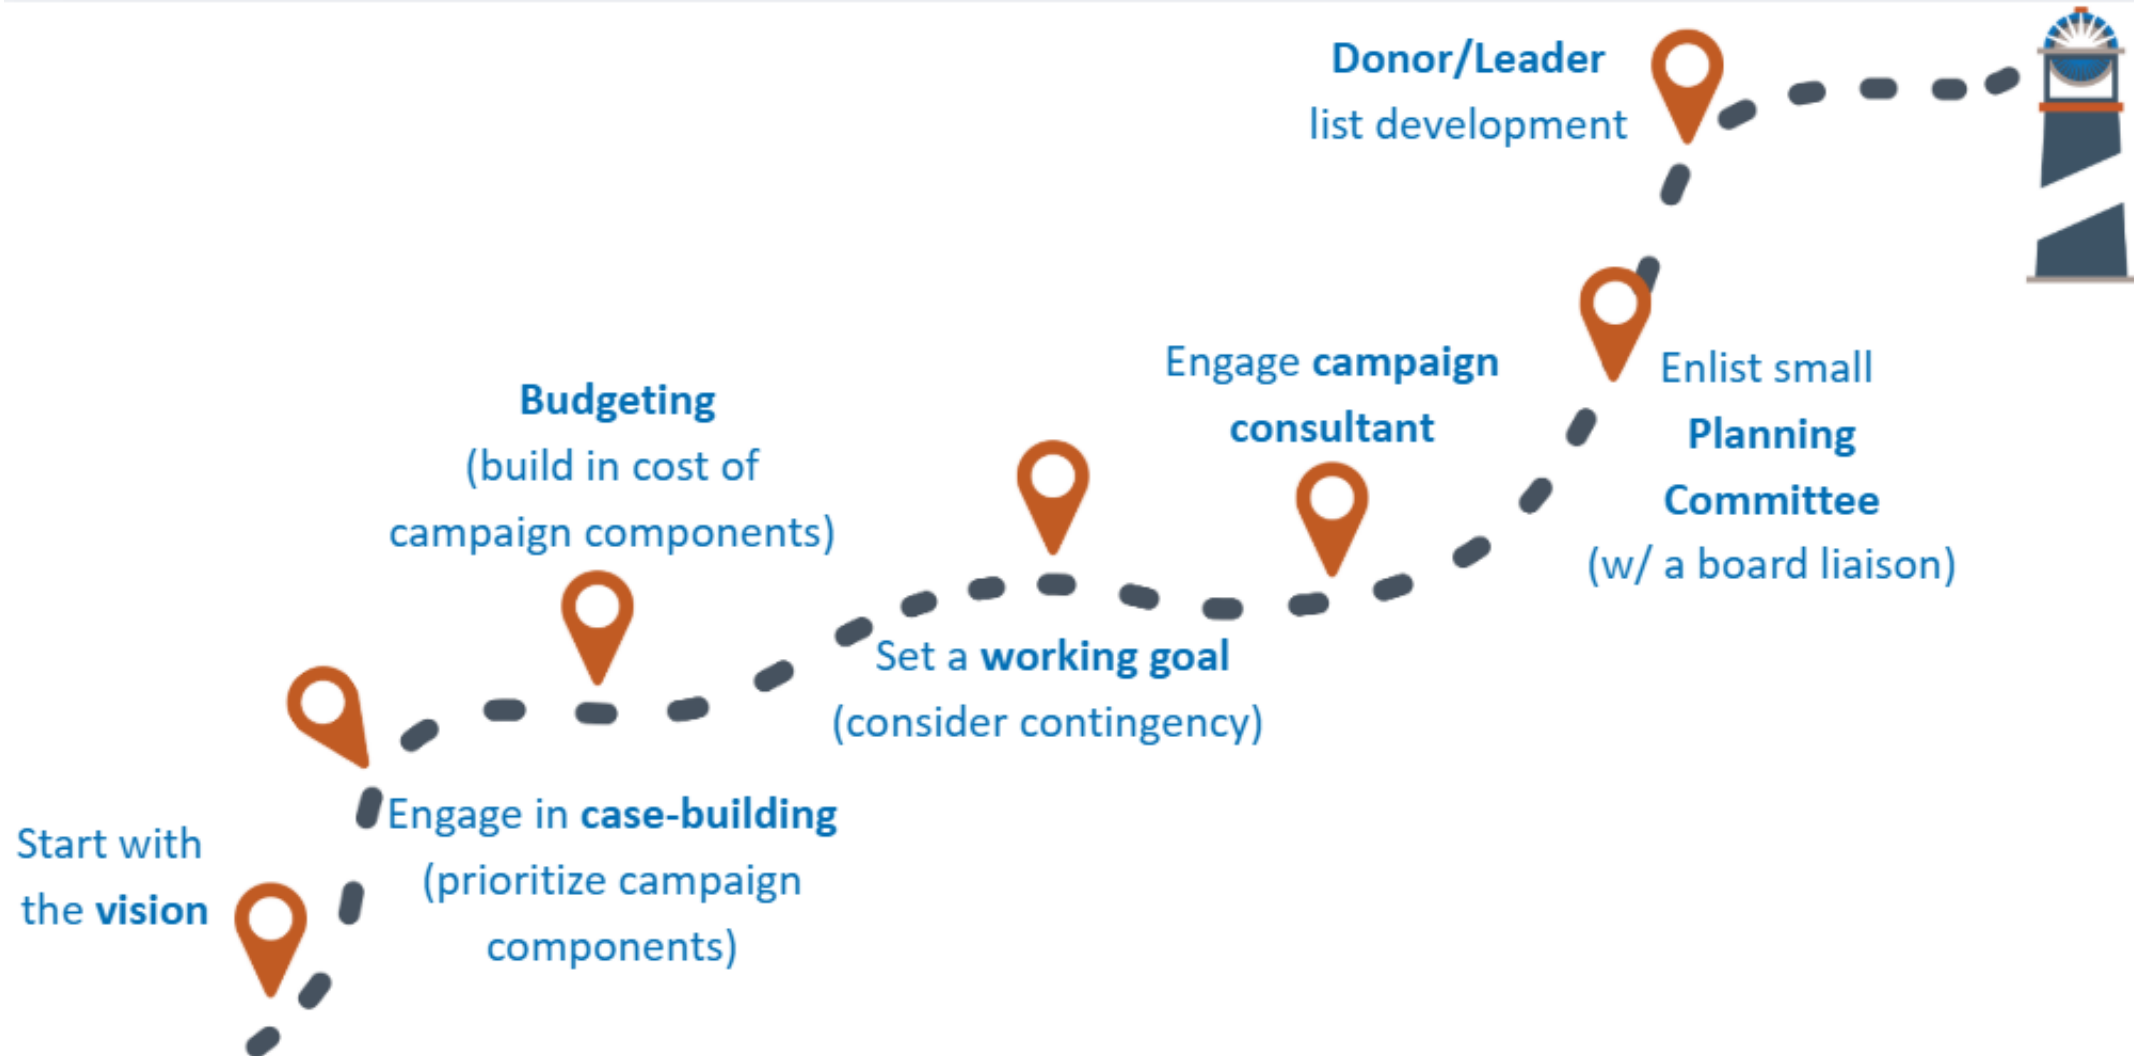 Start with
the vision
Engage in case-building
(prioritize campaign
components)
Budgeting
(build in cost of
campaign components)
Set a working goal
(consider contingency)
Engage campaign
consultant
Enlist small
Planning
Committee
(w/ a board liaison)
Donor/Leader
list development